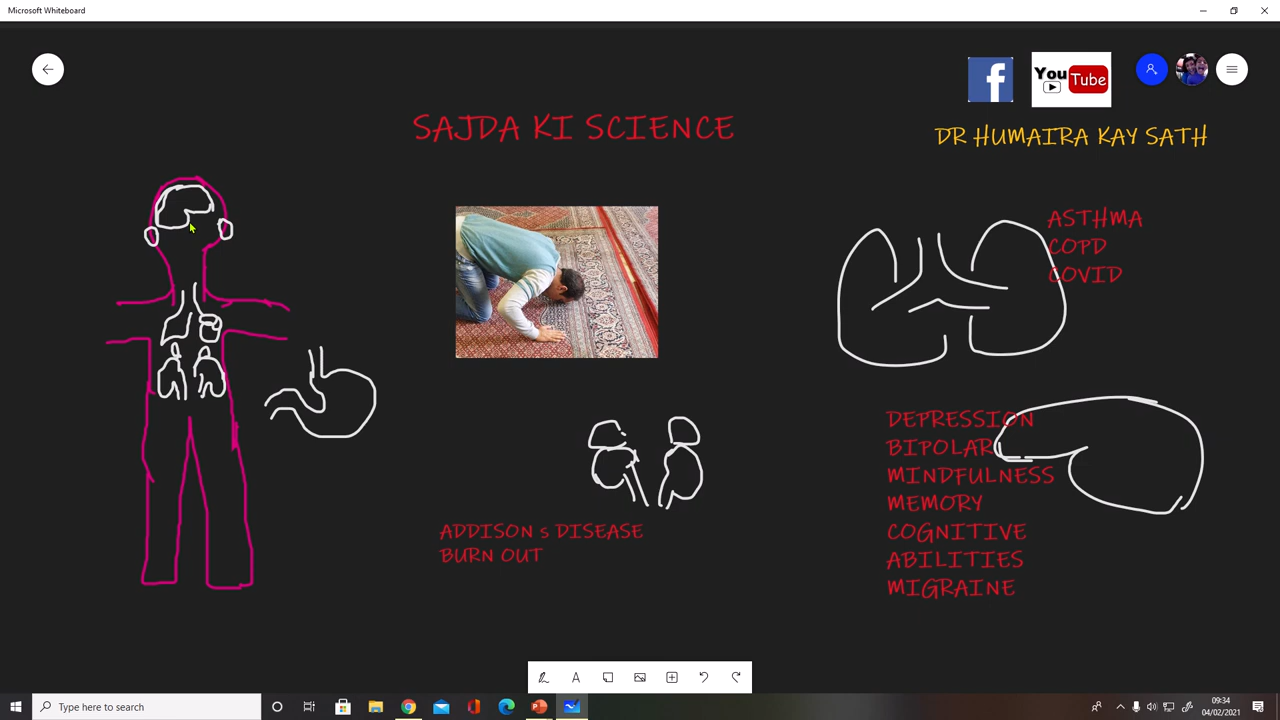 Microsoft Whiteboard
f
You Tube
SAJDA KI SCIENCE
DR HUMAIRA KAY SATH
ASTHMA
COPD
COVID
DEPRESSION
BIPOLAR
MINDFULNESS
MEMORY
COGNITIVE
ABILITIES
MIGRAINE
ADDISON s DISEASE
BURN OUT
A
Type here to search
09:34
04/02/2021